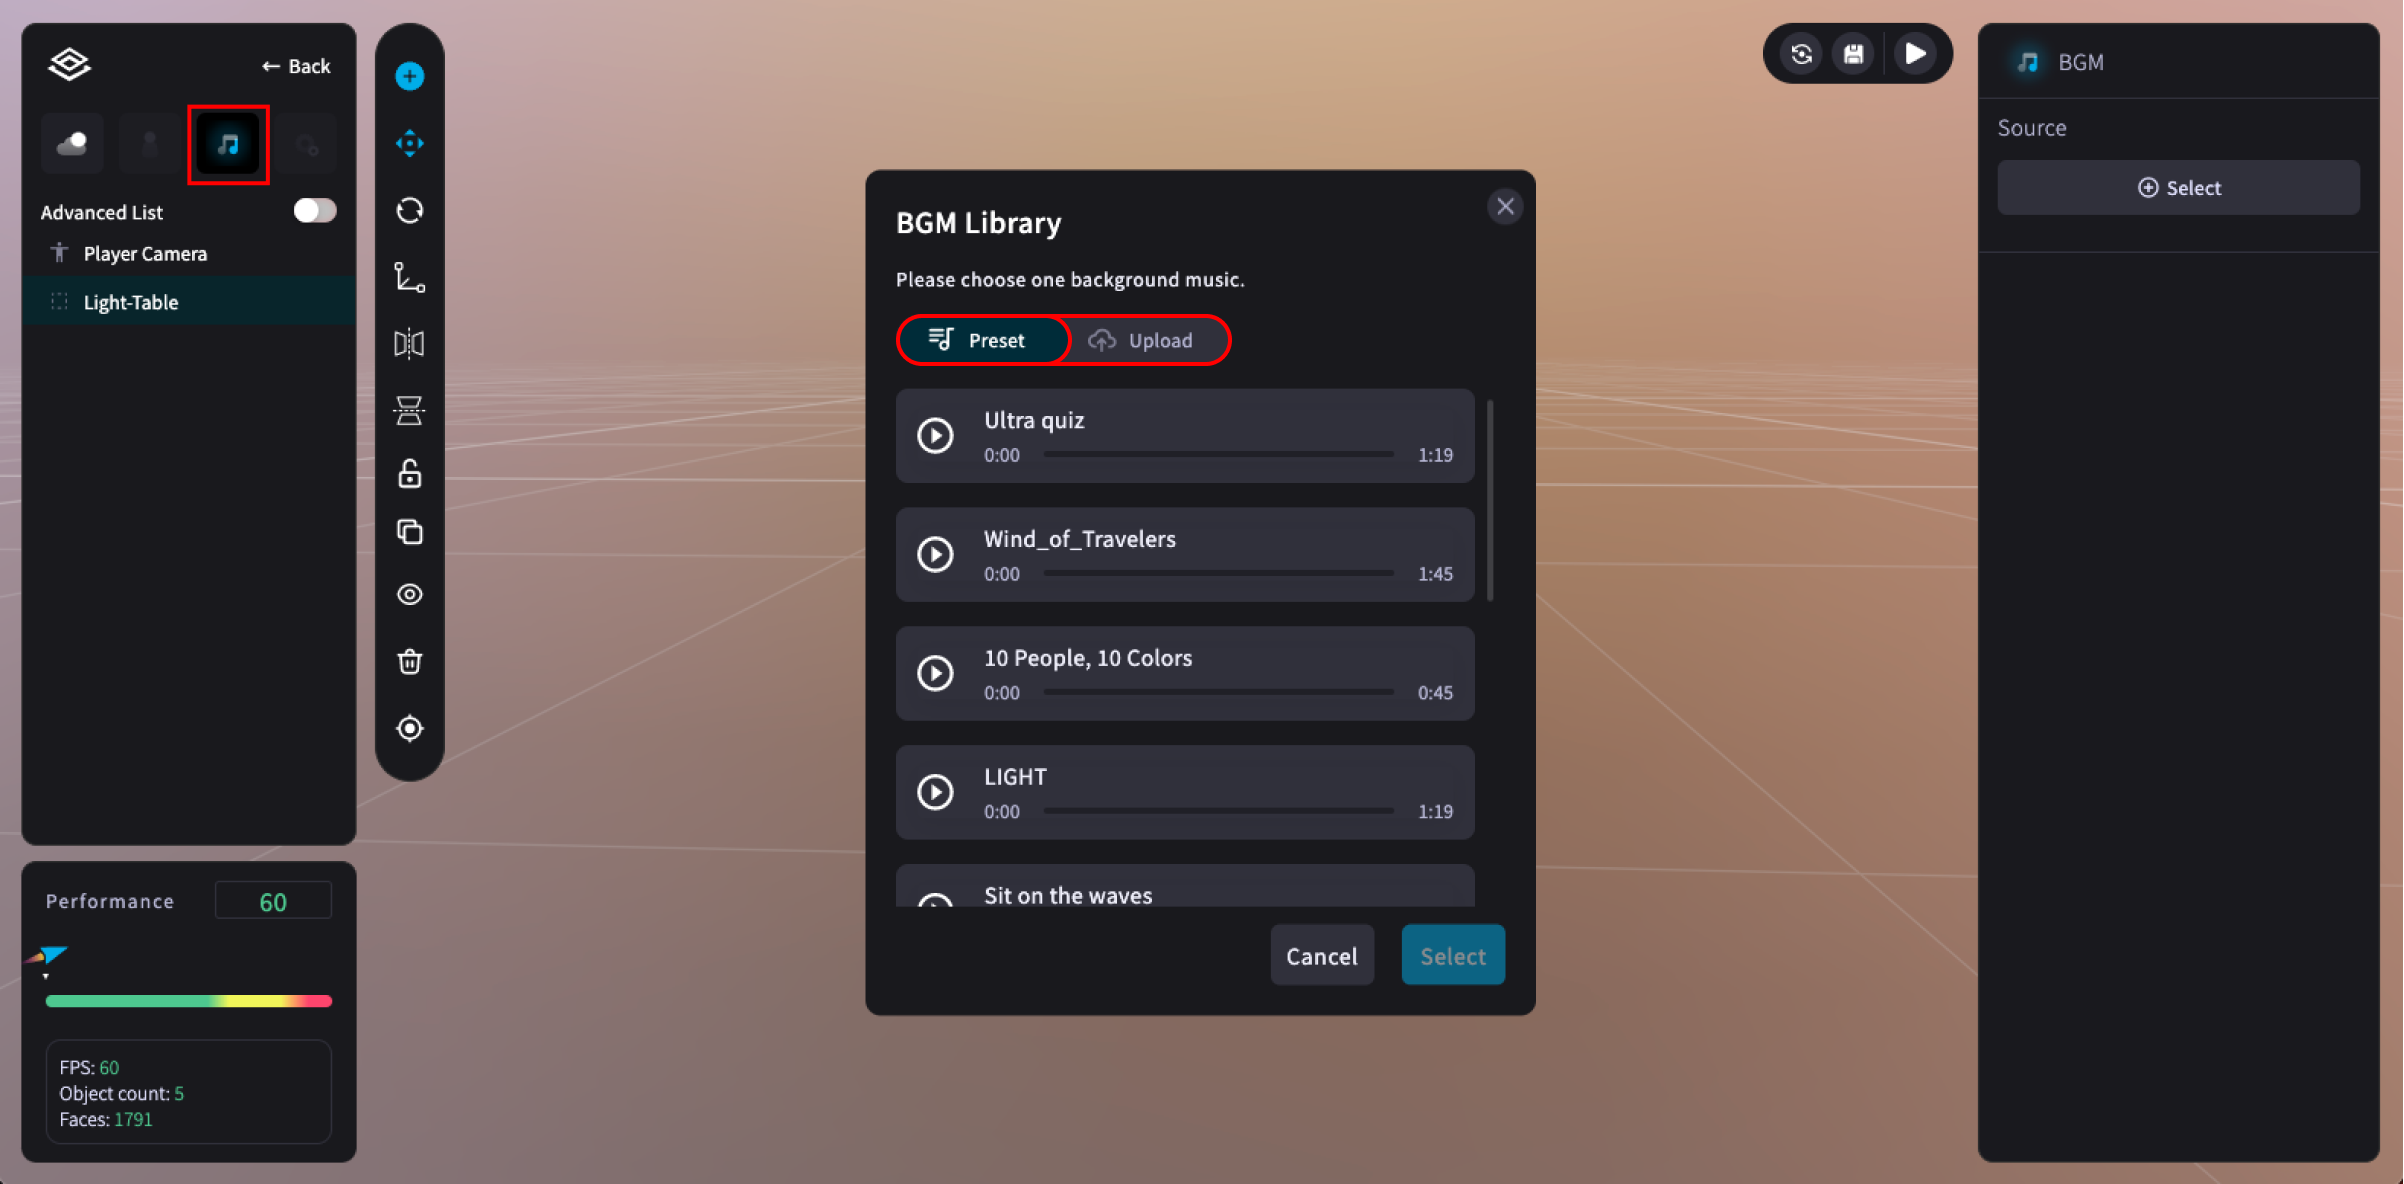 ← Back
Advanced List
Player Camera
Light-Table
Performance 60
FPS: 60
Object count: 5
Faces: 1791
BGM Library
Please choose one background music.
Preset
Upload
Ultra quiz
0:00 1:19
Wind_of_Travelers
0:00 1:45
10 People, 10 Colors
0:00 0:45
LIGHT
0:00 1:19
Sit on the waves
Cancel
Select
BGM
Source
Select